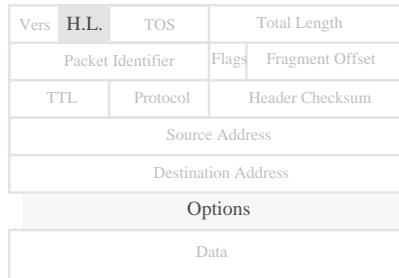 Vers H.L. TOS Total Length
Packet Identifier Flags Fragment Offset
TTL Protocol Header Checksum
Source Address
Destination Address
Options
Data